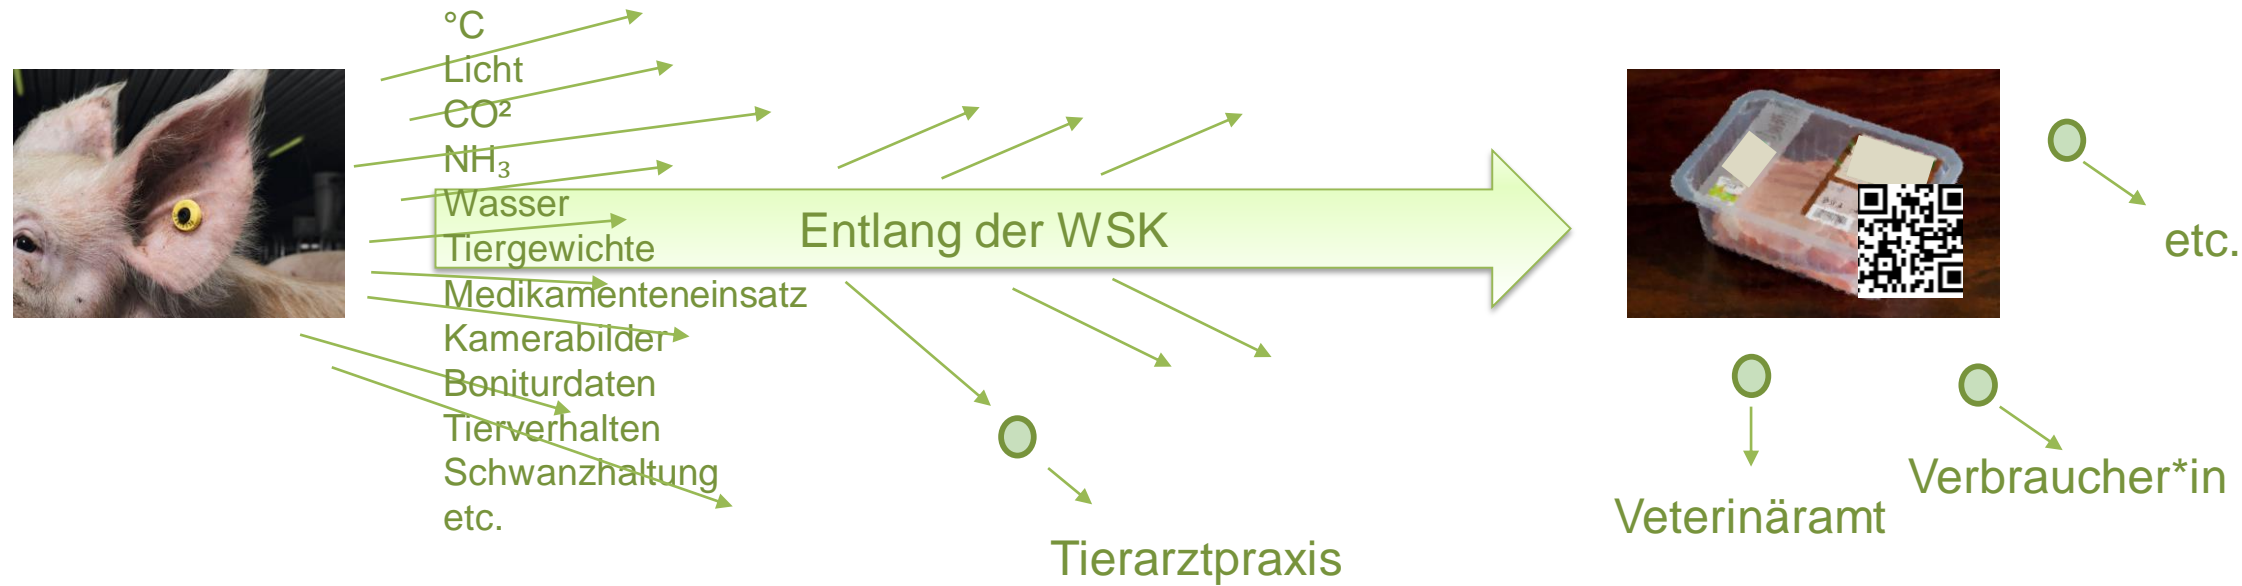 °C
Licht
CO²
NH₃
Wasser
Tiergewichte
Medikamenteneinsatz
Kamerabilder
Boniturdaten
Tierverhalten
Schwanzhaltung
etc.
Entlang der WSK
Tierarztpraxis
Veterinäramt
Verbraucher*in
etc.